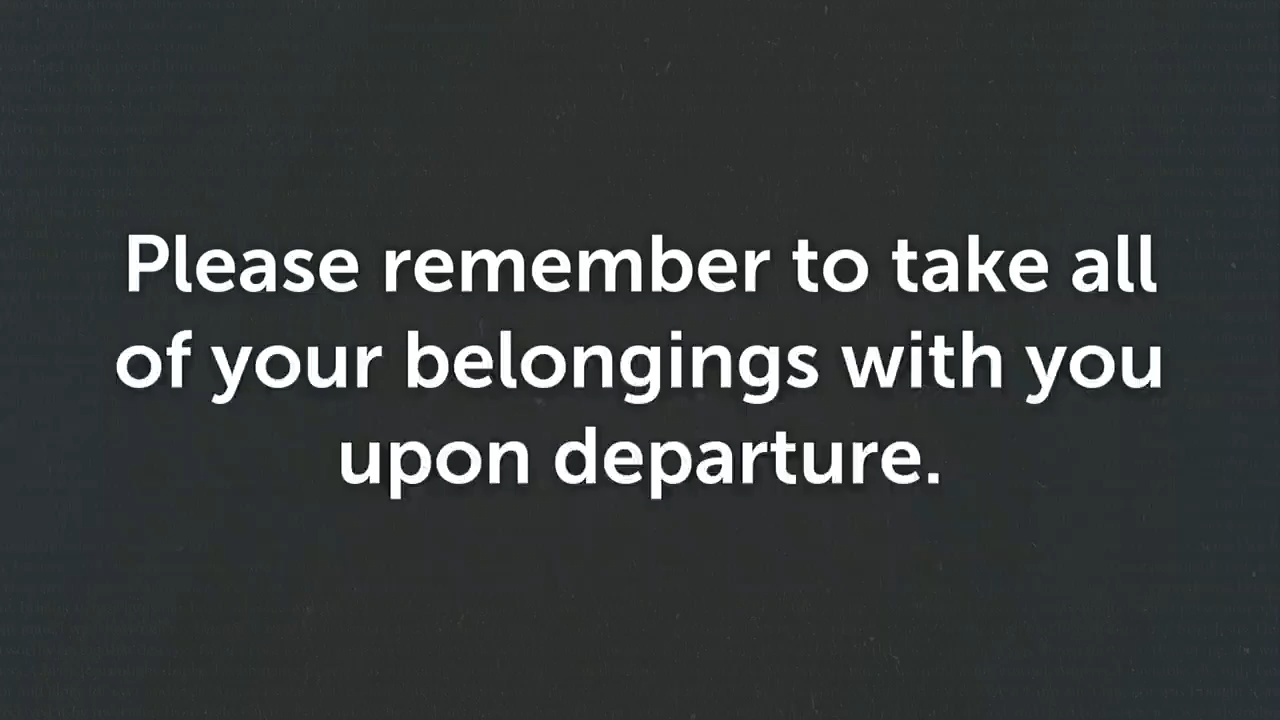 Please remember to take all
of your belongings with you
upon departure.